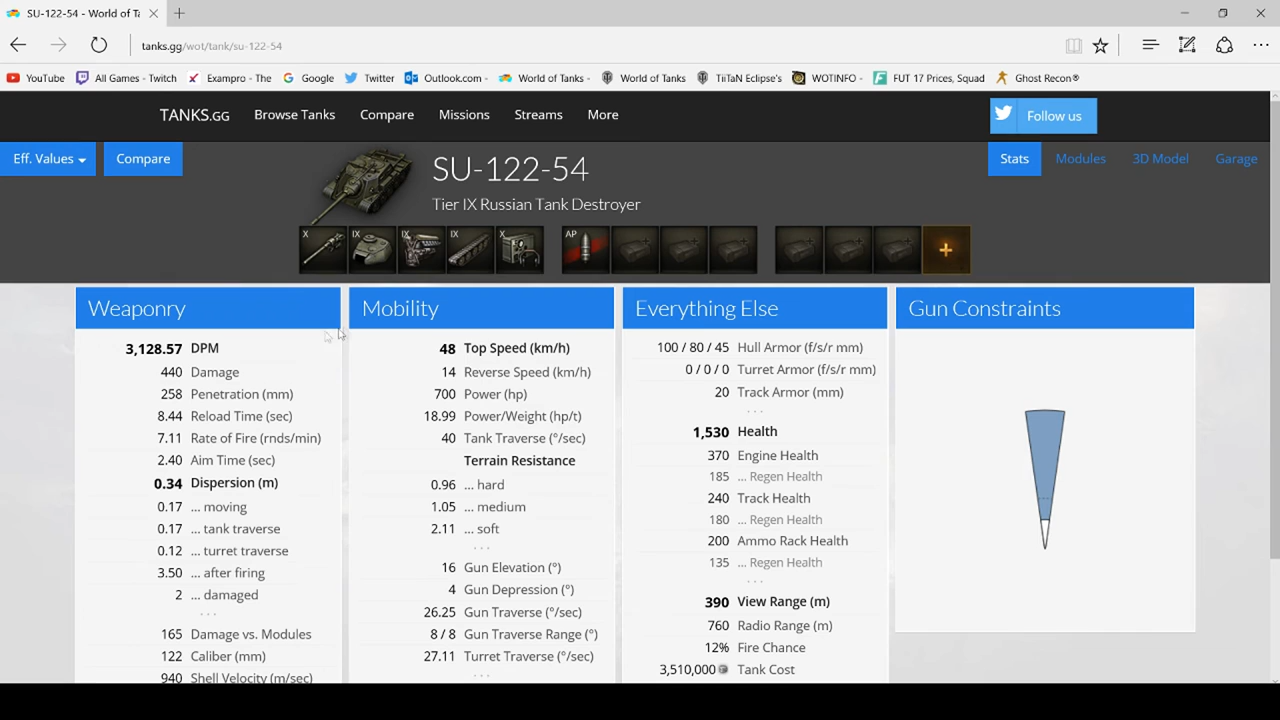 SU-122-54 - World of Ta
tanks.gg/wot/tank/su-122-54
YouTube All Games - Twitch Exampro - The Google Twitter Outlook.com - World of Tanks - World of Tanks TiiTaN Eclipse's WOTINFO - FUT 17 Prices, Squad Ghost Recon®
TANKS.GG Browse Tanks Compare Missions Streams More Follow us
Eff. Values Compare SU-122-54 Stats Modules 3D Model Garage
Tier IX Russian Tank Destroyer
X IX IX IX X AP
Weaponry
3,128.57 DPM
440 Damage
258 Penetration (mm)
8.44 Reload Time (sec)
7.11 Rate of Fire (rnds/min)
2.40 Aim Time (sec)
0.34 Dispersion (m)
0.17 ... moving
0.17 ... tank traverse
0.12 ... turret traverse
3.50 ... after firing
2 ... damaged
...
165 Damage vs. Modules
122 Caliber (mm)
940 Shell Velocity (m/sec)
Mobility
48 Top Speed (km/h)
14 Reverse Speed (km/h)
700 Power (hp)
18.99 Power/Weight (hp/t)
40 Tank Traverse (°/sec)
Terrain Resistance
0.96 ... hard
1.05 ... medium
2.11 ... soft
...
16 Gun Elevation (°)
4 Gun Depression (°)
26.25 Gun Traverse (°/sec)
8 / 8 Gun Traverse Range (°)
27.11 Turret Traverse (°/sec)
...
Everything Else
100 / 80 / 45 Hull Armor (f/s/r mm)
0 / 0 / 0 Turret Armor (f/s/r mm)
20 Track Armor (mm)
...
1,530 Health
370 Engine Health
185 ... Regen Health
240 Track Health
180 ... Regen Health
200 Ammo Rack Health
135 ... Regen Health
...
390 View Range (m)
760 Radio Range (m)
12% Fire Chance
3,510,000 Tank Cost
Gun Constraints